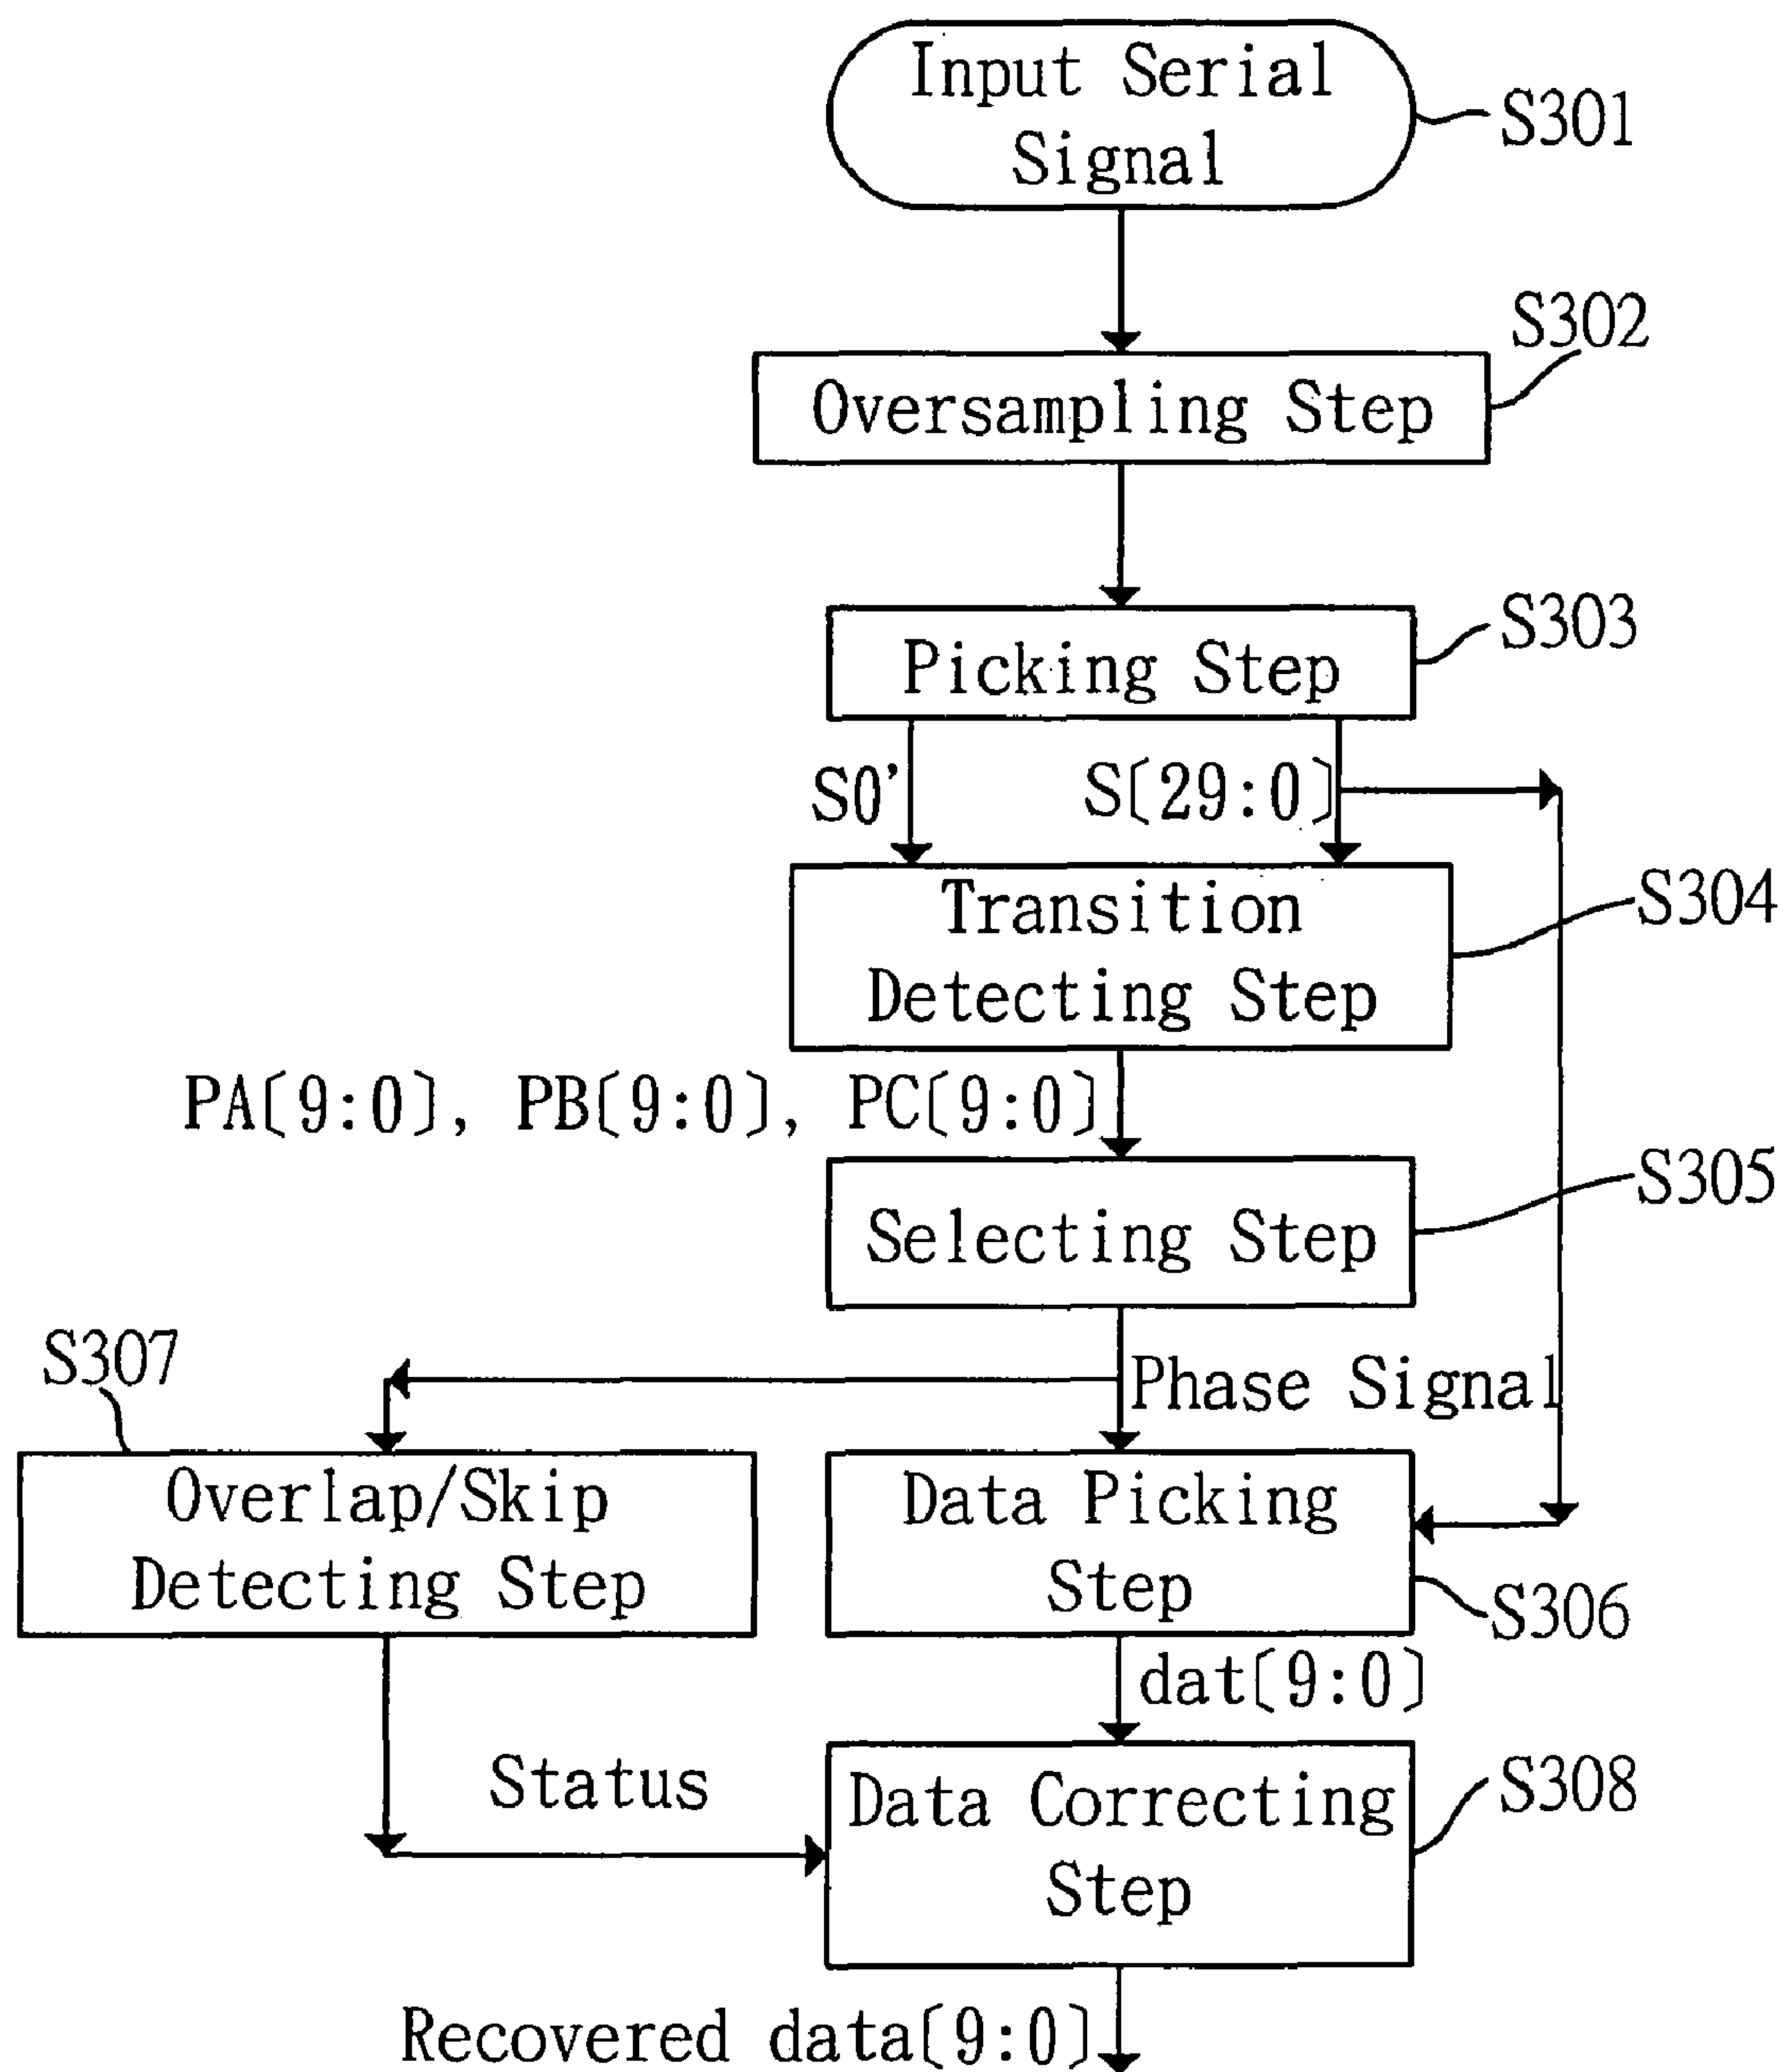 Input Serial
Signal
S301
S302
Oversampling Step
S303
Picking Step
S0'
S[29:0]
Transition
Detecting Step
S304
PA[9:0], PB[9:0], PC[9:0]
Selecting Step
S305
S307
Phase Signal
Overlap/Skip
Detecting Step
Data Picking
Step
S306
dat[9:0]
Status
Data Correcting
Step
S308
Recovered data[9:0]